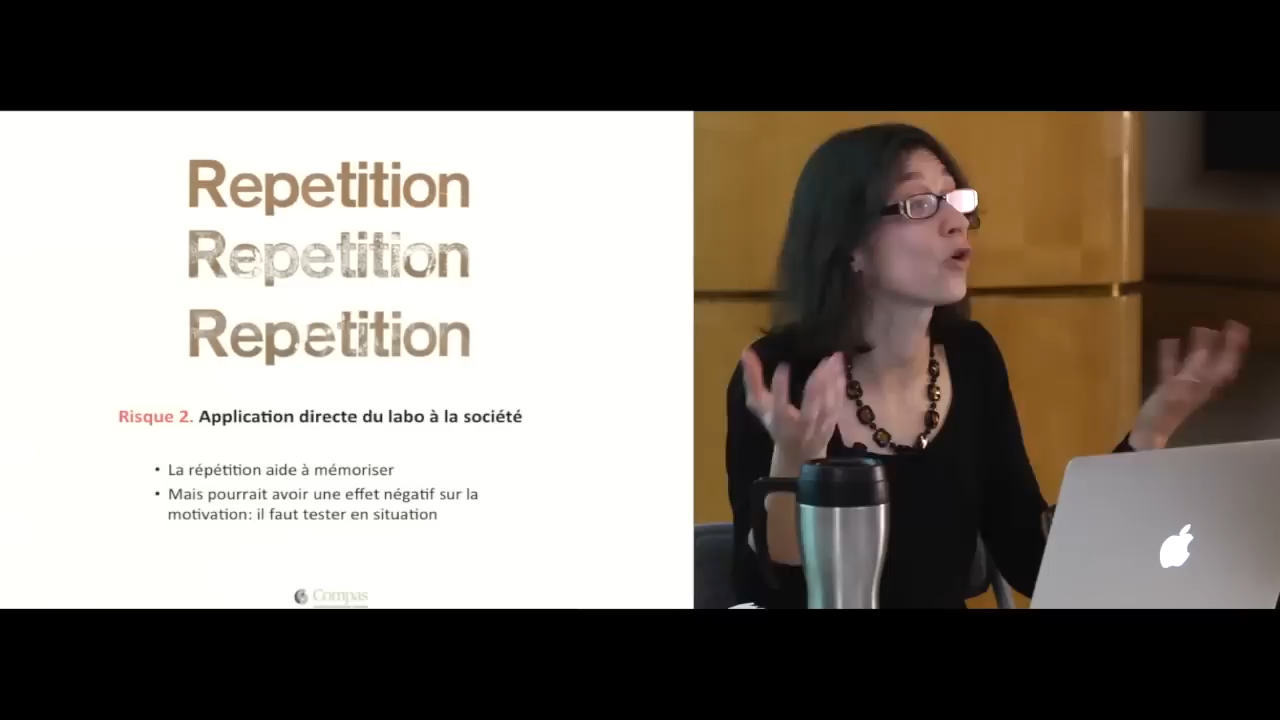 Repetition
Repetition
Repetition
Risque 2. Application directe du labo à la société
• La répétition aide à mémoriser
• Mais pourrait avoir une effet négatif sur la
motivation: il faut tester en situation
Compas